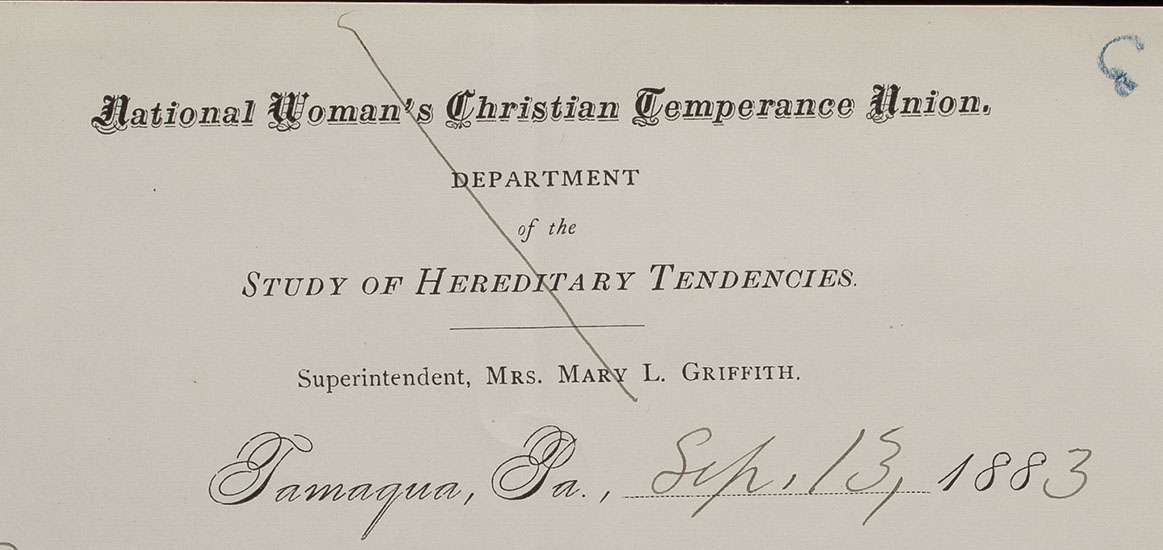 National Woman's Christian Temperance Union.
DEPARTMENT
of the
STUDY OF HEREDITARY TENDENCIES.
Superintendent, MRS. MARY L. GRIFFITH.
Tamaqua, Pa., Sep. 13, 1883